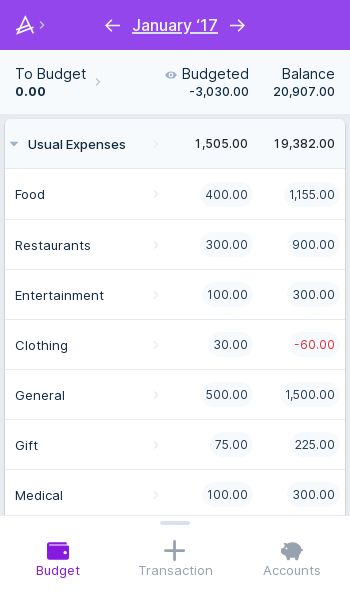 January ‘17
To Budget Budgeted Balance
0.00 -3,030.00 20,907.00
Usual Expenses 1,505.00 19,382.00
Food 400.00 1,155.00
Restaurants 300.00 900.00
Entertainment 100.00 300.00
Clothing 30.00 -60.00
General 500.00 1,500.00
Gift 75.00 225.00
Medical 100.00 300.00
Budget Transaction Accounts